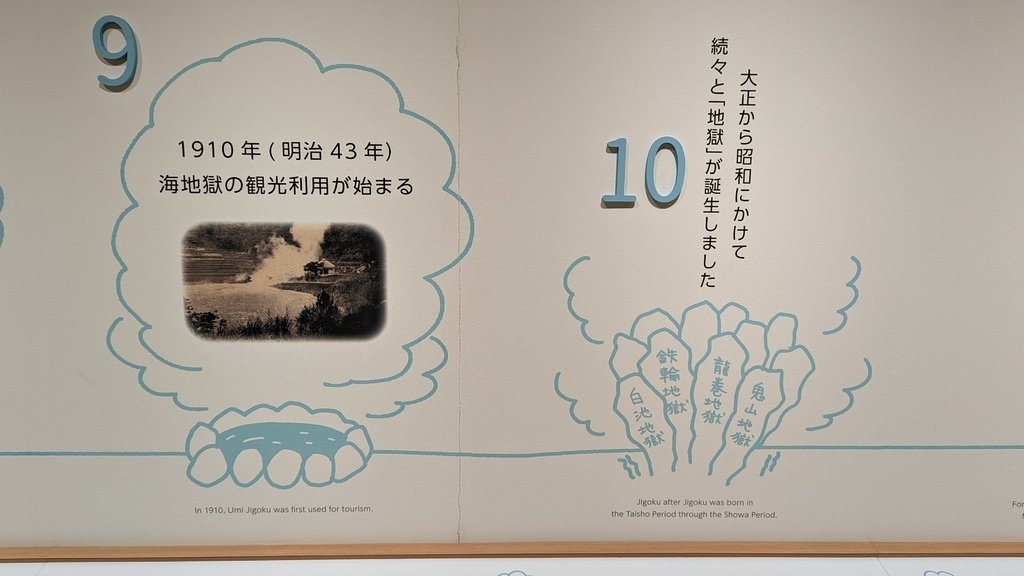 9
1910年(明治43年)
海地獄の観光利用が始まる
In 1910, Umi Jigoku was first used for tourism.
10
大正から昭和にかけて
続々と「地獄」が誕生しました
白池地獄
鉄輪地獄
龍巻地獄
鬼山地獄
Jigoku after Jigoku was born in
the Taisho Period through the Showa Period.
For